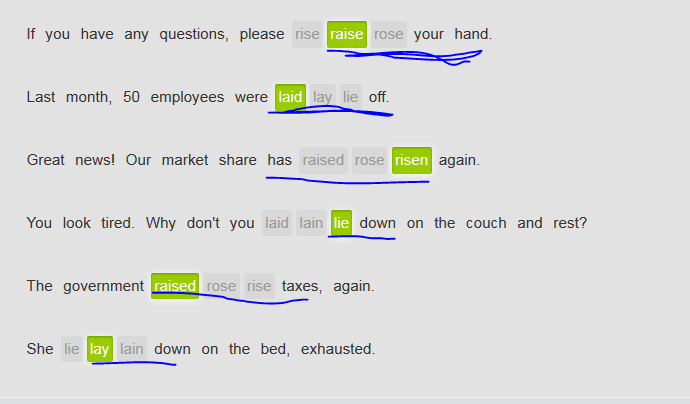 If you have any questions, please rise raise rose your hand.
Last month, 50 employees were laid lay lie off.
Great news! Our market share has raised rose risen again.
You look tired. Why don't you laid lain lie down on the couch and rest?
The government raised rose rise taxes, again.
She lie lay lain down on the bed, exhausted.